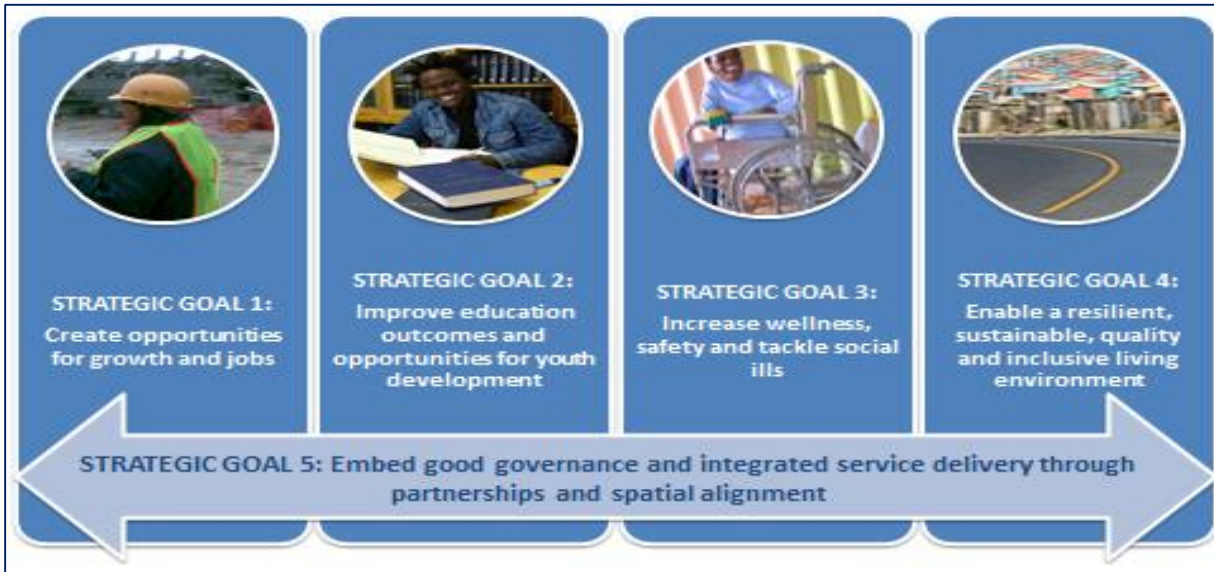 STRATEGIC GOAL 1:
Create opportunities
for growth and jobs
STRATEGIC GOAL 2:
Improve education
outcomes and
opportunities for youth
development
STRATEGIC GOAL 3:
Increase wellness,
safety and tackle social
ills
STRATEGIC GOAL 4:
Enable a resilient,
sustainable, quality
and inclusive living
environment
STRATEGIC GOAL 5: Embed good governance and integrated service delivery through
partnerships and spatial alignment